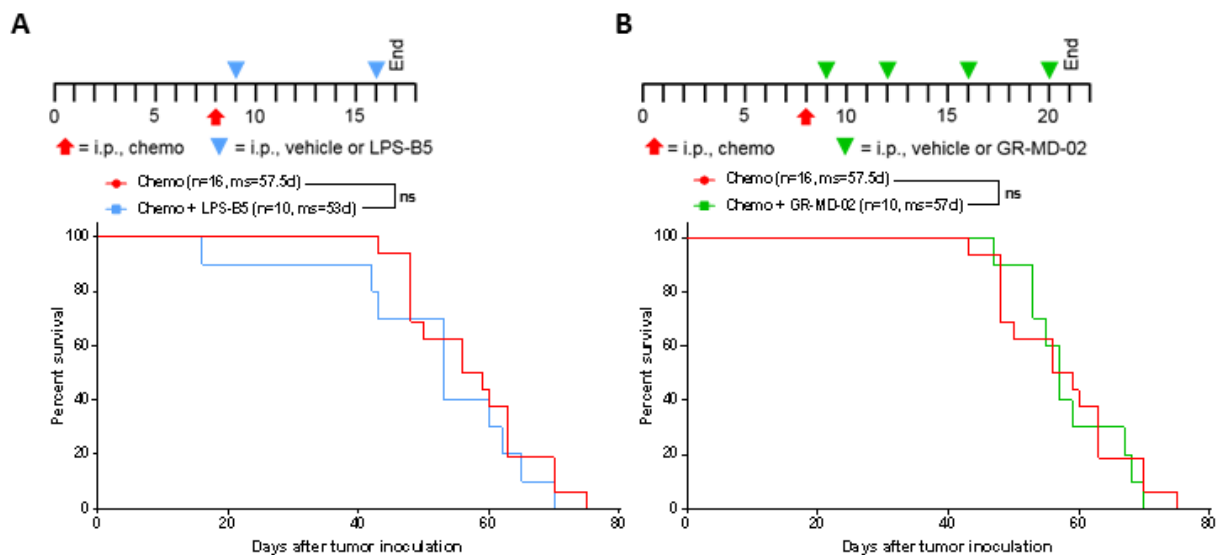 A
End
0 5 10 15
= i.p., chemo = i.p., vehicle or LPS-B5
Chemo (n=16, ms=57.5d)
Chemo + LPS-B5 (n=10, ms=53d)
ns
100
80
60
40
20
0
Percent survival
0 20 40 60 80
Days after tumor inoculation
B
End
0 5 10 15 20
= i.p., chemo = i.p., vehicle or GR-MD-02
Chemo (n=16, ms=57.5d)
Chemo + GR-MD-02 (n=10, ms=57d)
ns
100
80
60
40
20
0
Percent survival
0 20 40 60 80
Days after tumor inoculation